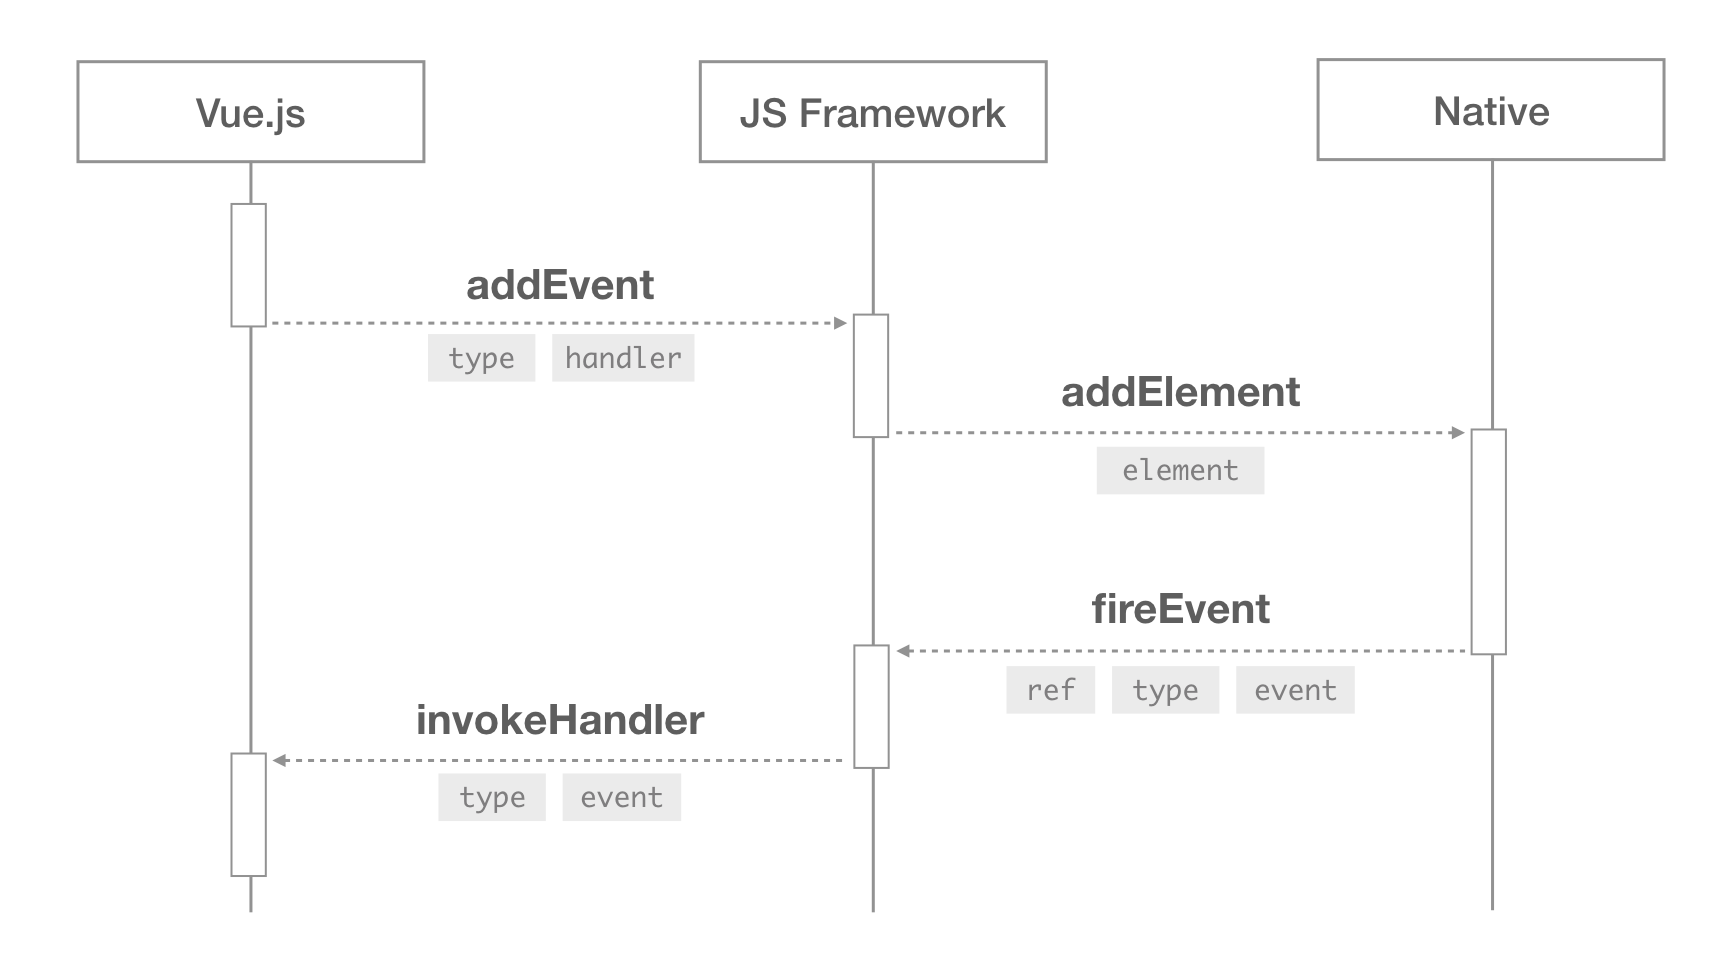 Vue.js
JS Framework
Native
addEvent
type handler
addElement
element
fireEvent
ref type event
invokeHandler
type event